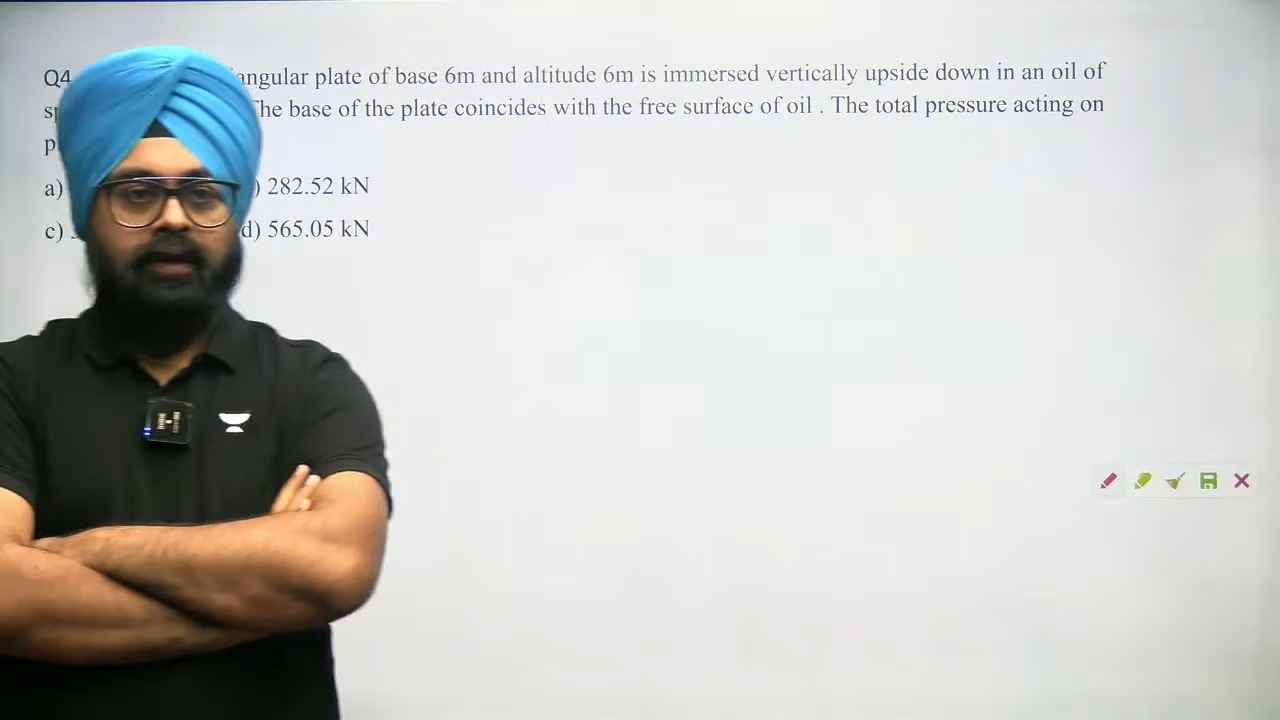 Q4 angular plate of base 6m and altitude 6m is immersed vertically upside down in an oil of
he base of the plate coincides with the free surface of oil . The total pressure acting on
a) ) 282.52 kN
c) d) 565.05 kN